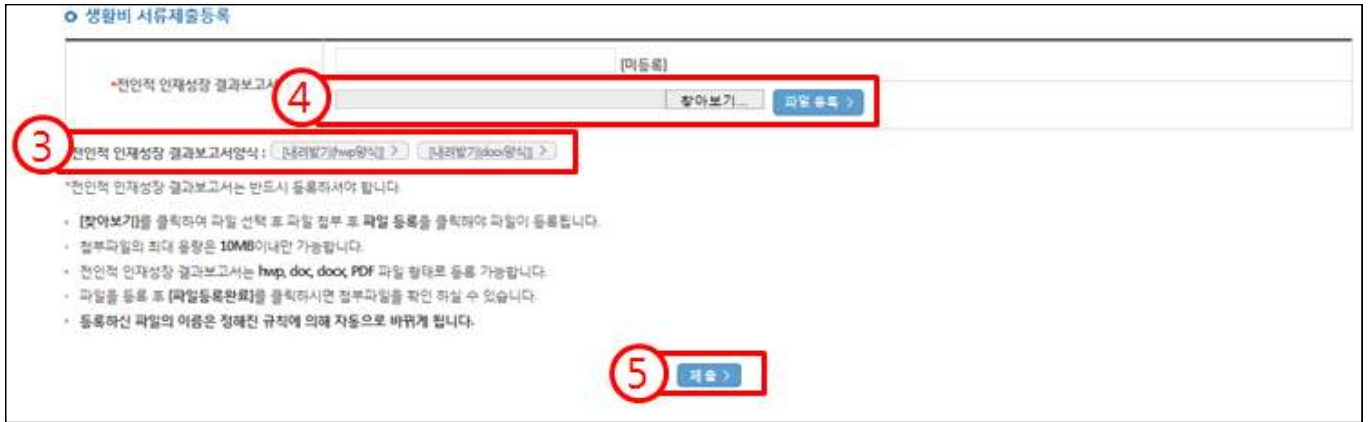 생활비 서류제출등록
[미등록]
*전인적 인재성장 결과보고서
④
찾아보기... 파일 등록 >
③
전인적 인재성장 결과보고서양식 : [내려받기(hwp양식)] > [내려받기(docx양식)] >
*전인적 인재성장 결과보고서는 반드시 등록하셔야 합니다.
· [찾아보기]를 클릭하여 파일 선택 후 파일 첨부 후 파일 등록을 클릭해야 파일이 등록됩니다.
· 첨부파일의 최대 용량은 10MB이내만 가능합니다.
· 전인적 인재성장 결과보고서는 hwp, doc, docx, PDF 파일 형태로 등록 가능합니다.
· 파일을 등록 후 [파일등록완료]를 클릭하시면 첨부파일을 확인 하실 수 있습니다.
· 등록하신 파일의 이름은 정해진 규칙에 의해 자동으로 바뀌게 됩니다.
⑤
제출 >